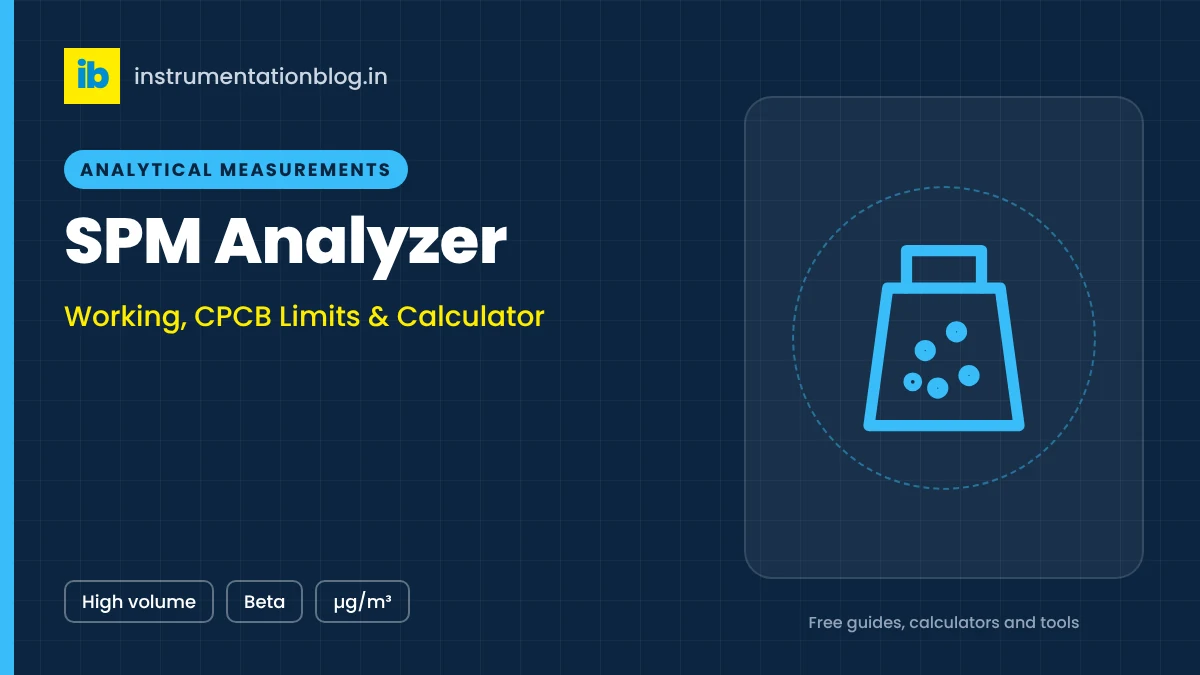 ib
instrumentationblog.in
ANALYTICAL MEASUREMENTS
SPM Analyzer
Working, CPCB Limits & Calculator
High volume
Beta
µg/m³
Free guides, calculators and tools